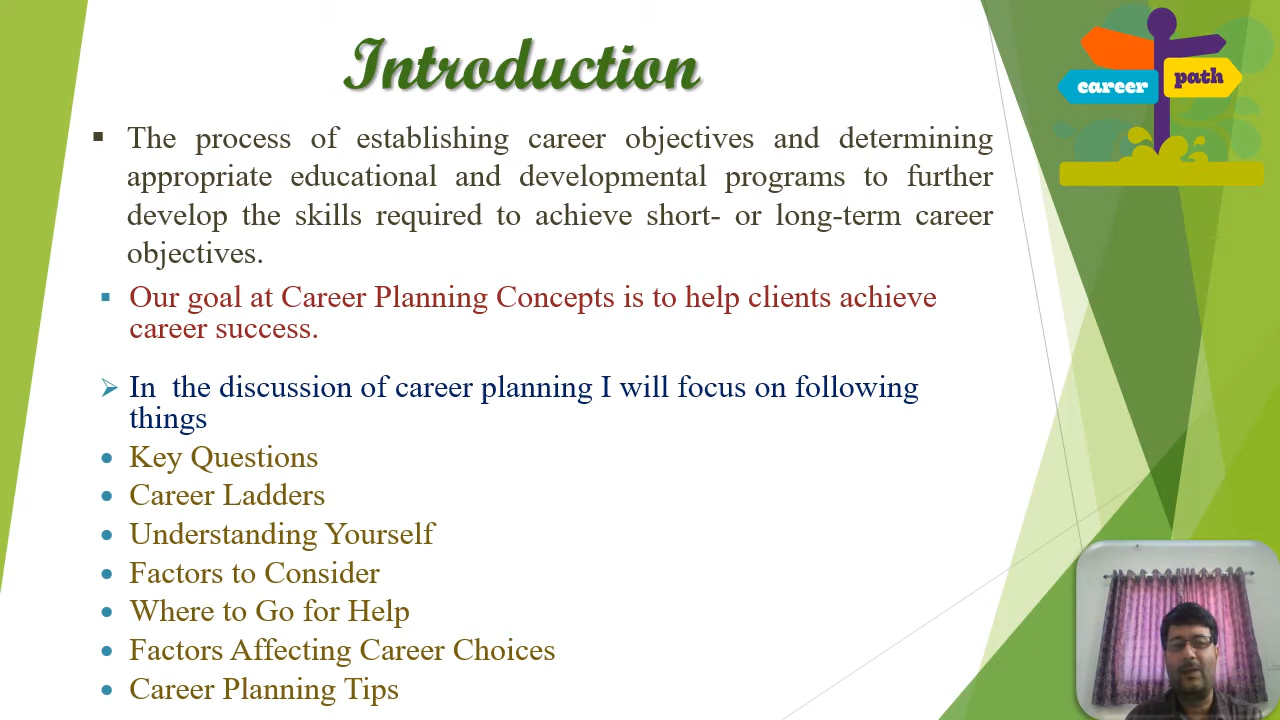 Introduction
The process of establishing career objectives and determining
appropriate educational and developmental programs to further
develop the skills required to achieve short- or long-term career
objectives.
Our goal at Career Planning Concepts is to help clients achieve
career success.
In the discussion of career planning I will focus on following
things
Key Questions
Career Ladders
Understanding Yourself
Factors to Consider
Where to Go for Help
Factors Affecting Career Choices
Career Planning Tips
career
path